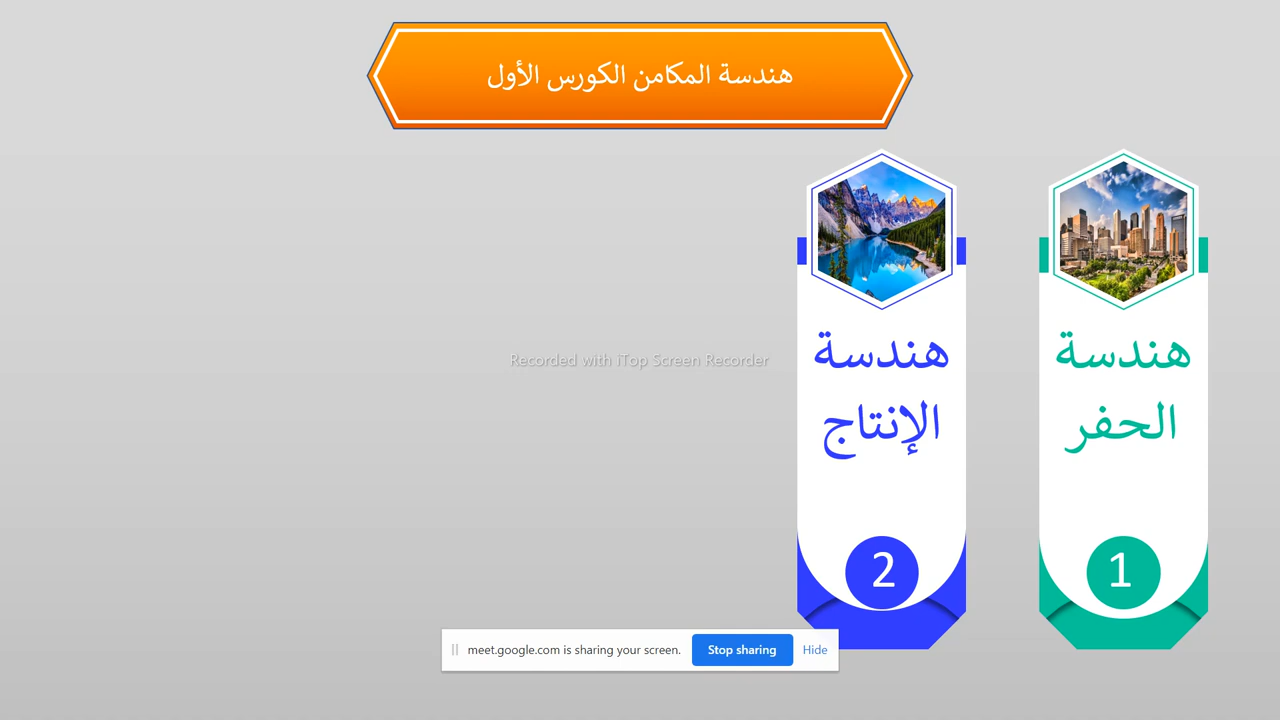 هندسة المكامن الكورس الأول
هندسة
الحفر
1
هندسة
الإنتاج
2
Recorded with iTop Screen Recorder
meet.google.com is sharing your screen.
Stop sharing
Hide